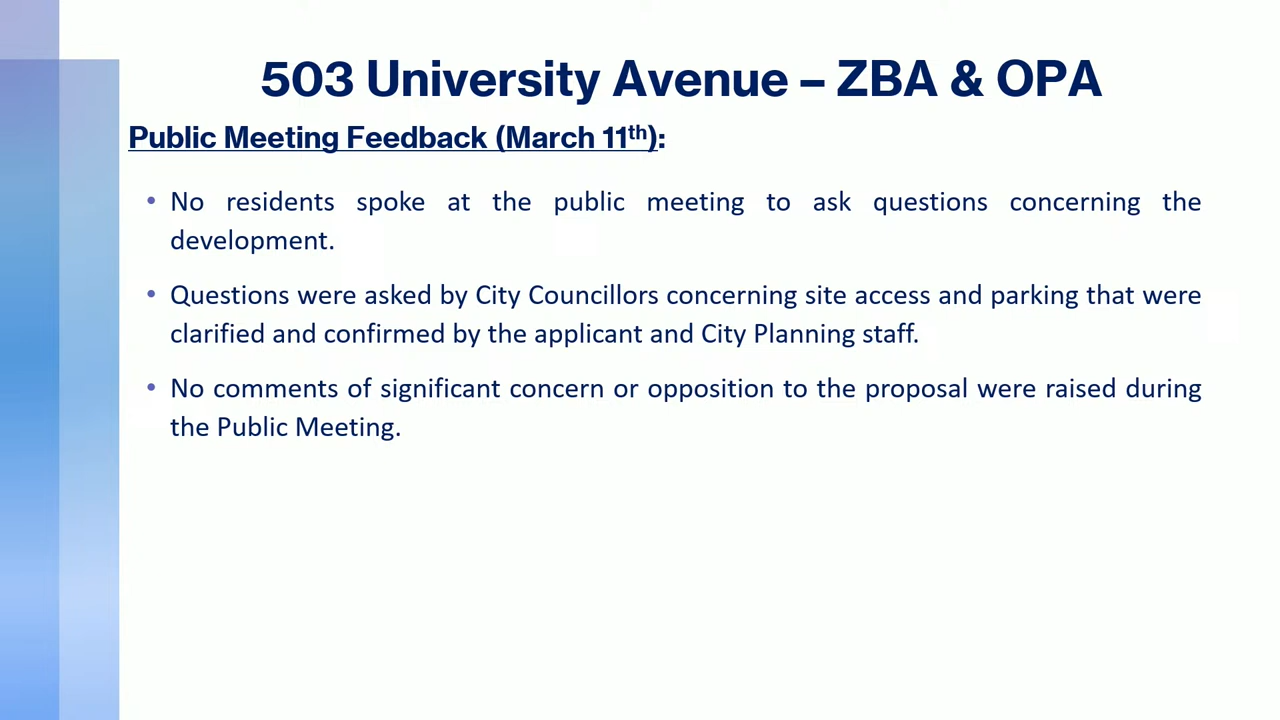 503 University Avenue – ZBA & OPA
Public Meeting Feedback (March 11th):
• No residents spoke at the public meeting to ask questions concerning the
development.
• Questions were asked by City Councillors concerning site access and parking that were
clarified and confirmed by the applicant and City Planning staff.
• No comments of significant concern or opposition to the proposal were raised during
the Public Meeting.